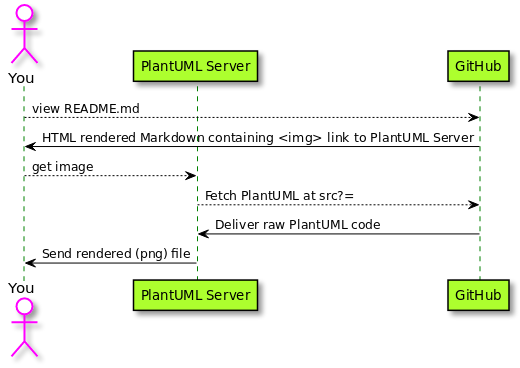 You
PlantUML Server
GitHub
view README.md
HTML rendered Markdown containing <img> link to PlantUML Server
get image
Fetch PlantUML at src?=
Deliver raw PlantUML code
Send rendered (png) file
You
PlantUML Server
GitHub